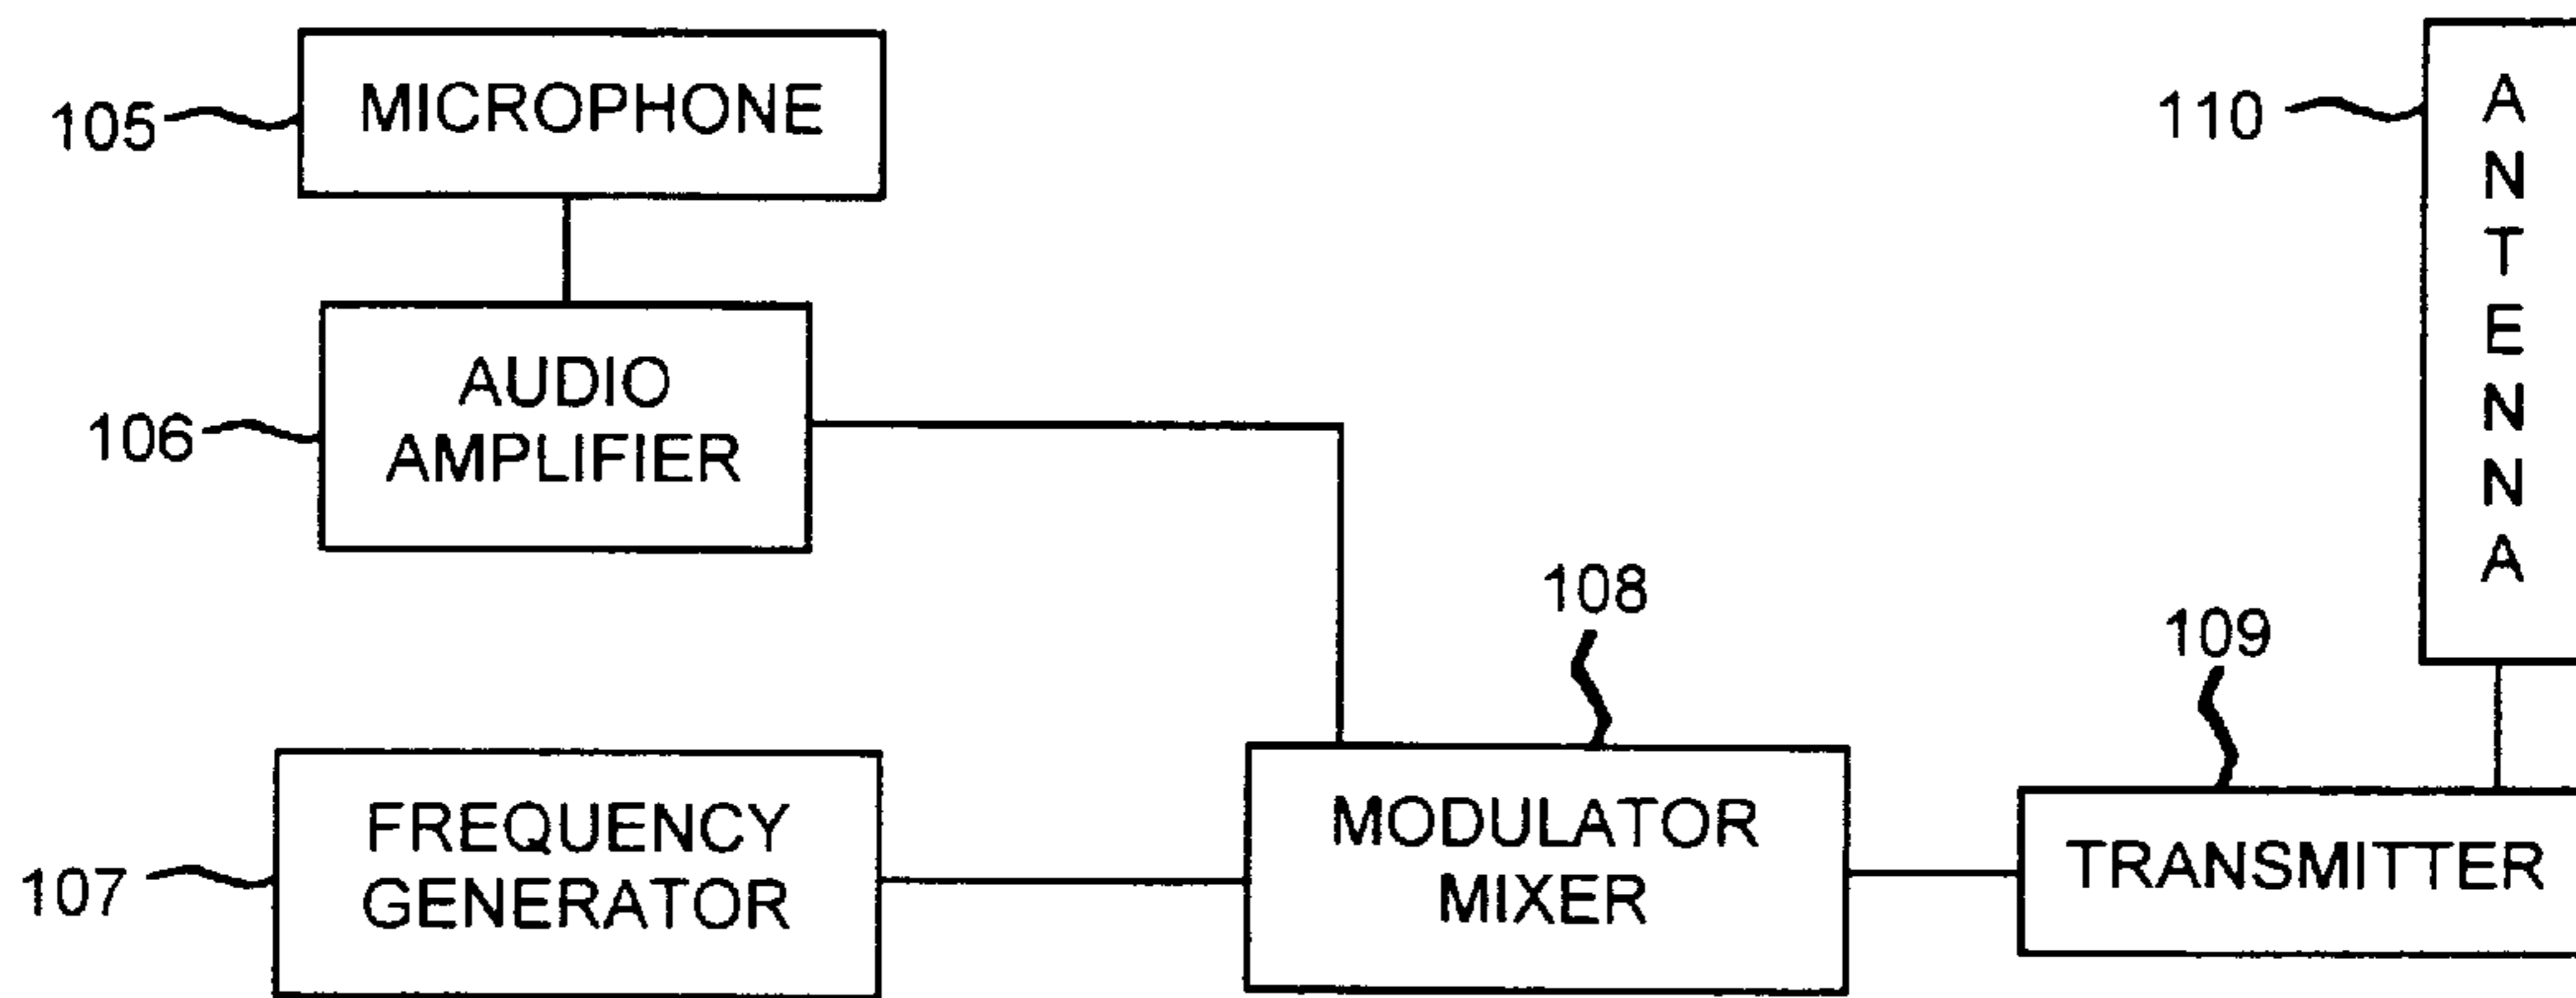 105
MICROPHONE
110
A
N
T
E
N
N
A
106
AUDIO
AMPLIFIER
108
109
107
FREQUENCY
GENERATOR
MODULATOR
MIXER
TRANSMITTER